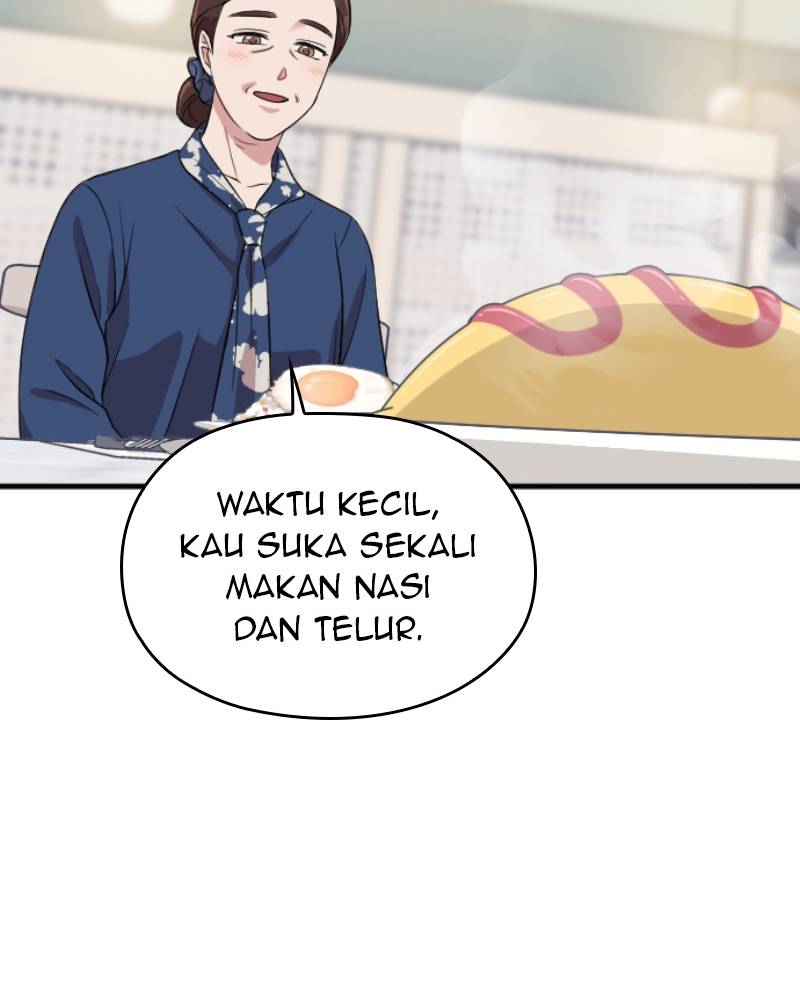 WAKTU KECIL,
KAU SUKA SEKALI
MAKAN NASI
DAN TELUR.